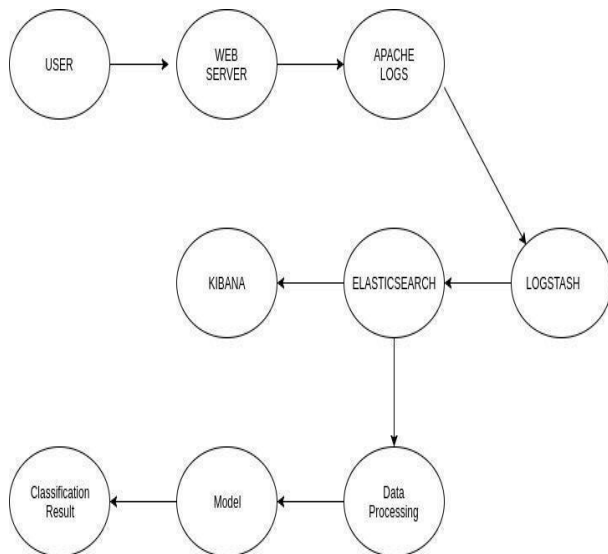 USER
WEB
SERVER
APACHE
LOGS
KIBANA
ELASTICSEARCH
LOGSTASH
Classification
Result
Model
Data
Processing